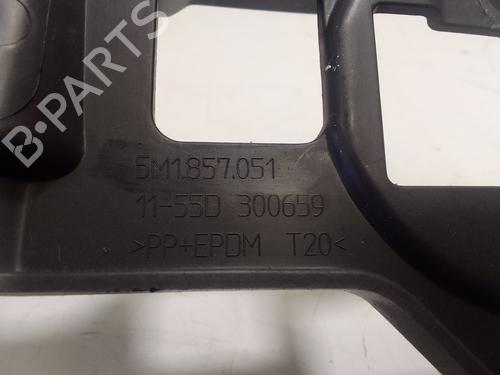 5M1.857.051
11-55D 300659
>PP+EPDM T20<
B-PARTS